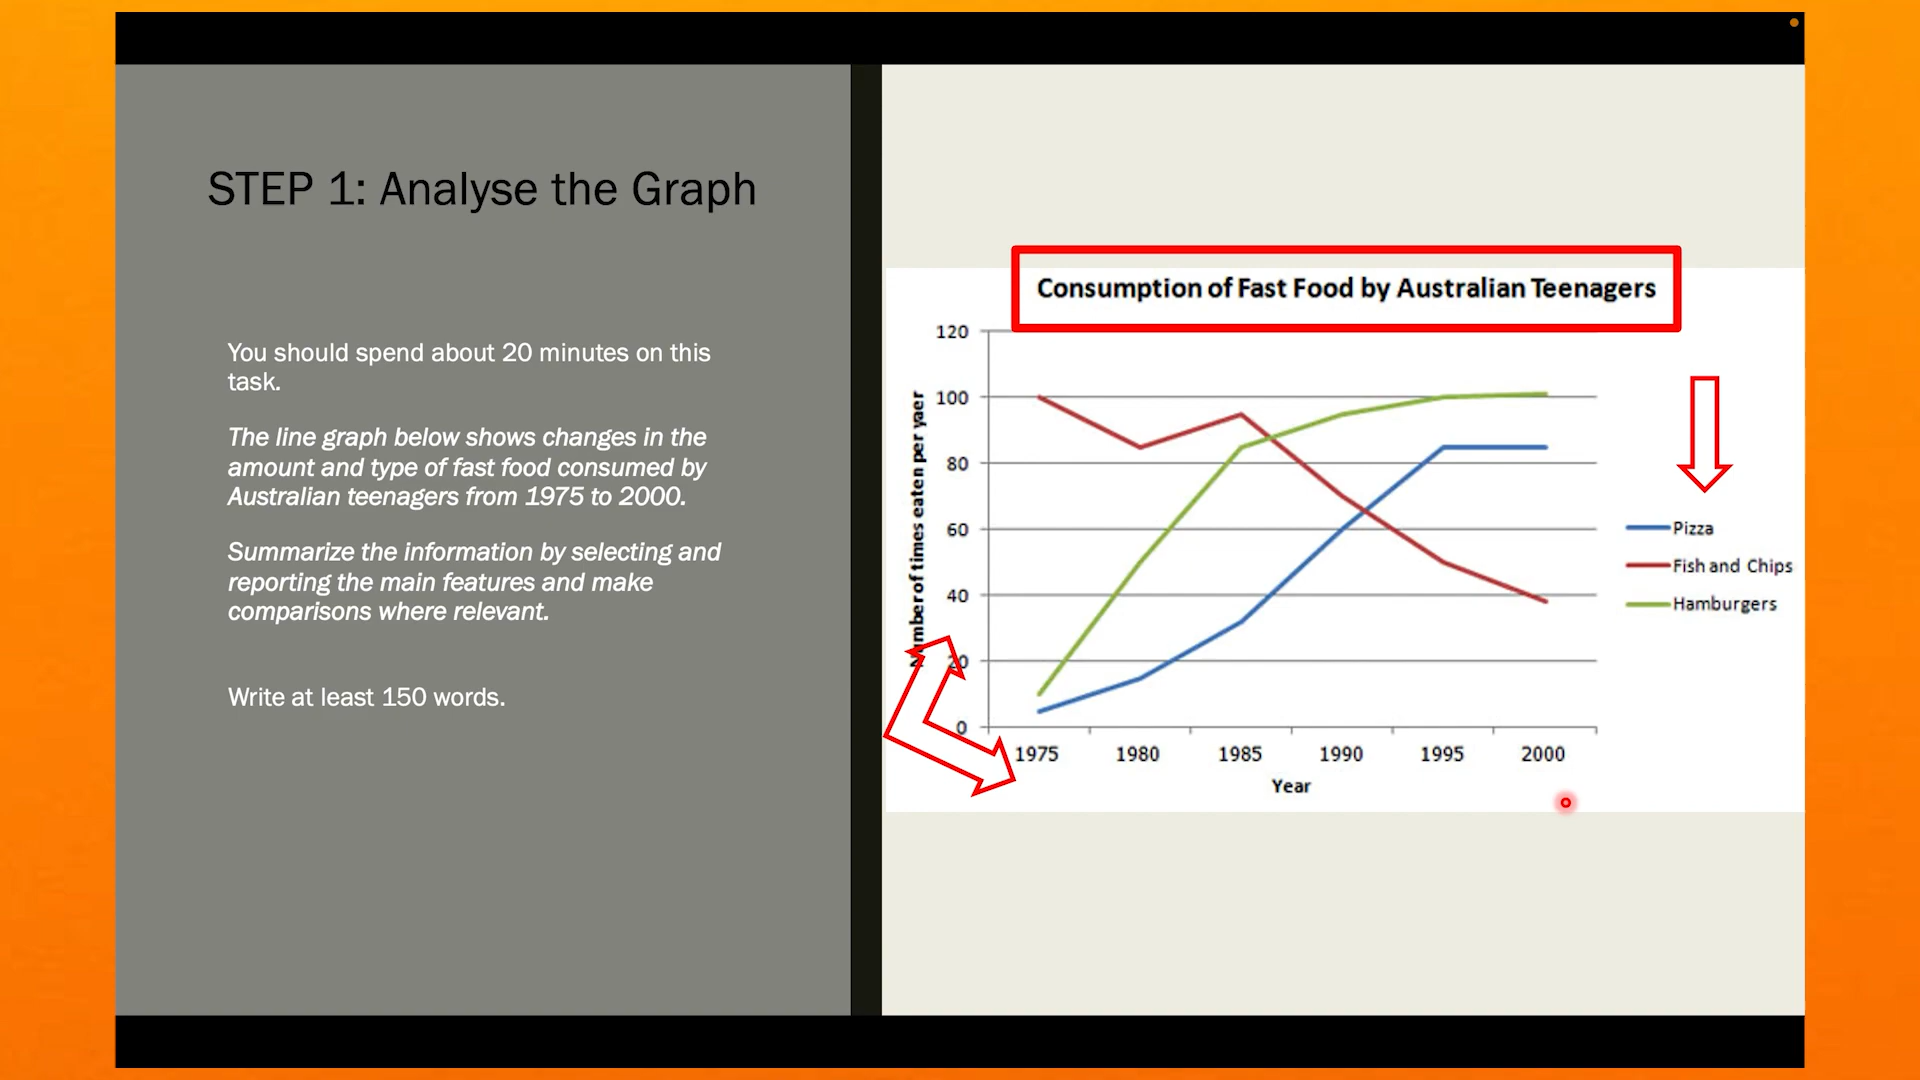 STEP 1: Analyse the Graph
You should spend about 20 minutes on this
task.
The line graph below shows changes in the
amount and type of fast food consumed by
Australian teenagers from 1975 to 2000.
Summarize the information by selecting and
reporting the main features and make
comparisons where relevant.
Write at least 150 words.
Consumption of Fast Food by Australian Teenagers
Number of times eaten per yaer
120
100
80
60
40
20
0
1975 1980 1985 1990 1995 2000
Year
Pizza
Fish and Chips
Hamburgers